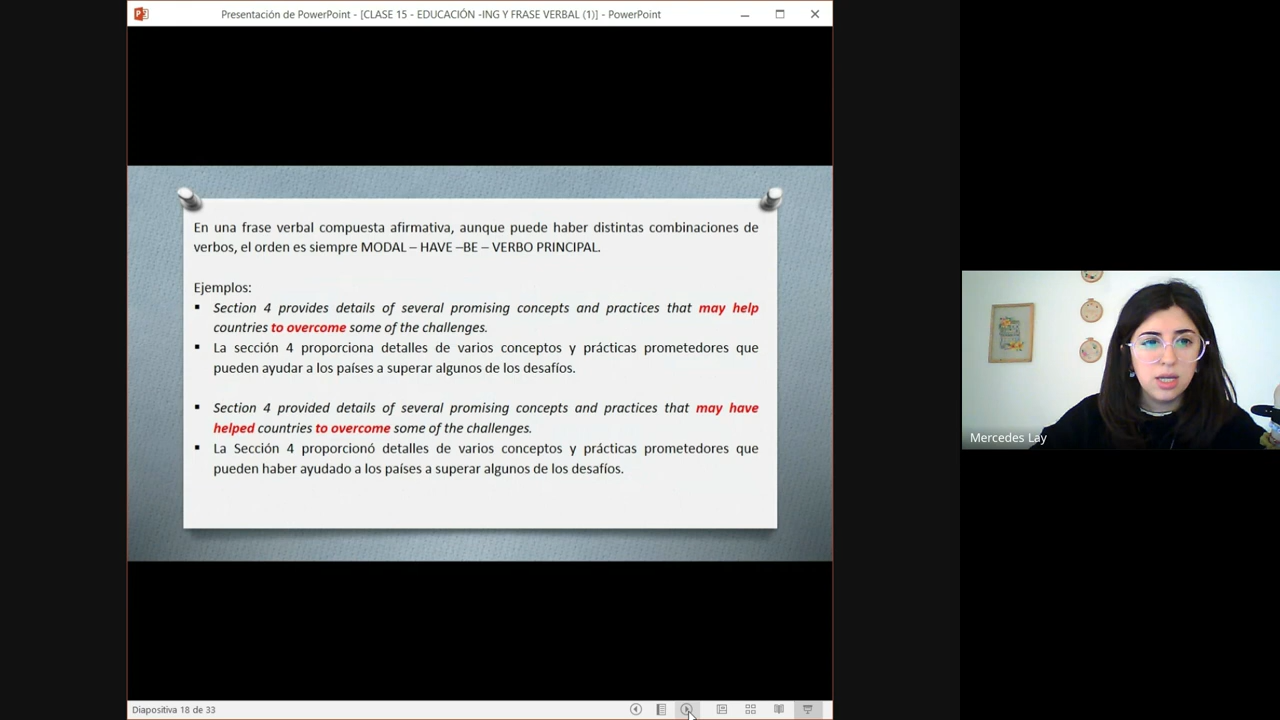 Presentación de PowerPoint - [CLASE 15 - EDUCACIÓN -ING Y FRASE VERBAL (1)] - PowerPoint
En una frase verbal compuesta afirmativa, aunque puede haber distintas combinaciones de
verbos, el orden es siempre MODAL – HAVE –BE – VERBO PRINCIPAL.
Ejemplos:
Section 4 provides details of several promising concepts and practices that may help
countries to overcome some of the challenges.
La sección 4 proporciona detalles de varios conceptos y prácticas prometedores que
pueden ayudar a los países a superar algunos de los desafíos.
Section 4 provided details of several promising concepts and practices that may have
helped countries to overcome some of the challenges.
La Sección 4 proporcionó detalles de varios conceptos y prácticas prometedores que
pueden haber ayudado a los países a superar algunos de los desafíos.
Mercedes Lay
Diapositiva 18 de 33